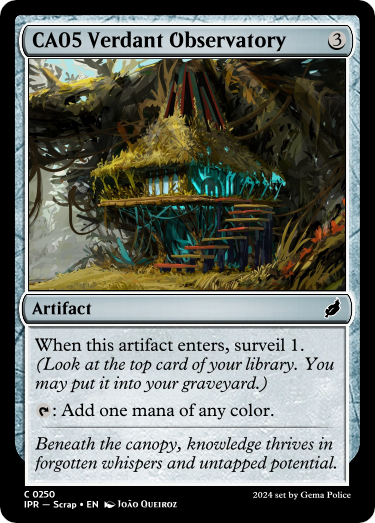 CA05 Verdant Observatory 3
Artifact
When this artifact enters, surveil 1.
(Look at the top card of your library. You
may put it into your graveyard.)
: Add one mana of any color.
Beneath the canopy, knowledge thrives in
forgotten whispers and untapped potential.
C 0250
IPR — Scrap • EN João Queiroz
2024 set by Gema Police